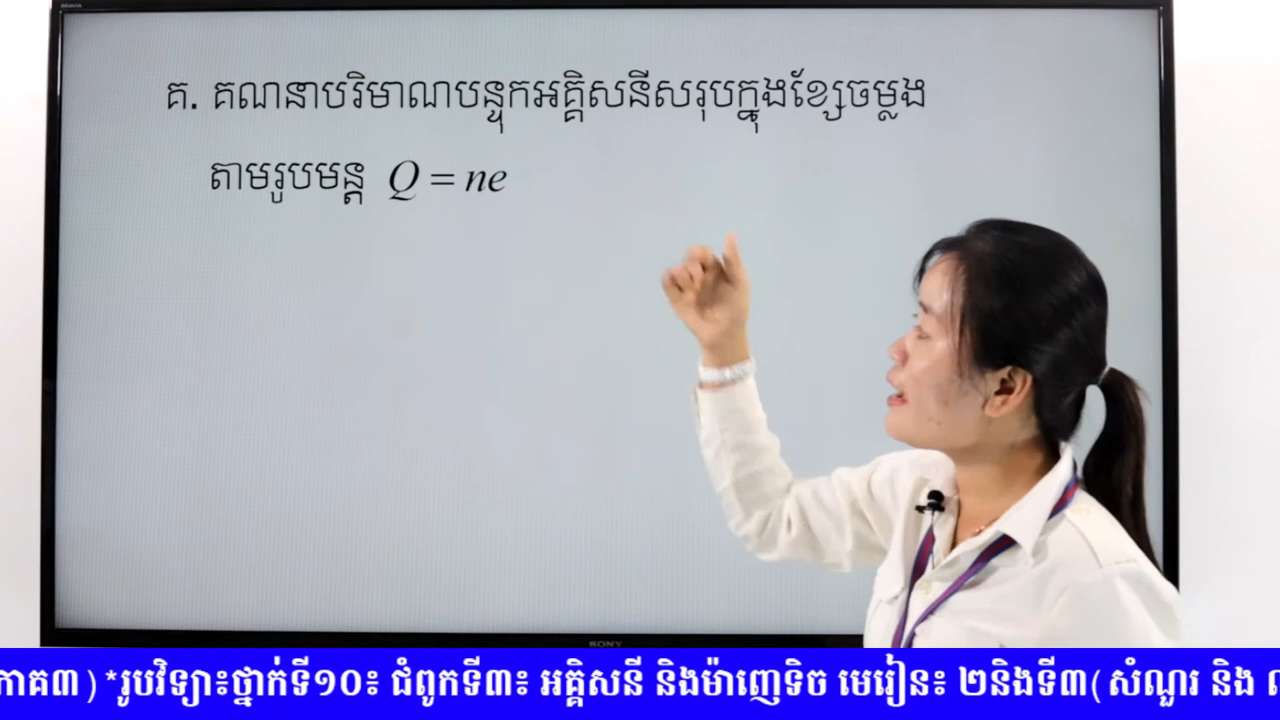 BRAVIA
គ. គណនាបរិមាណបន្ទុកអគ្គិសនីសរុបក្នុងខ្សែចម្លង
តាមរូបមន្ត Q = ne
SONY
ភាគ៣) *រូបវិទ្យា៖ថ្នាក់ទី១០៖ ជំពូកទី៣៖ អគ្គិសនី និងម៉ាញេទិច មេរៀន៖ ២និងទី៣(សំណួរ និង